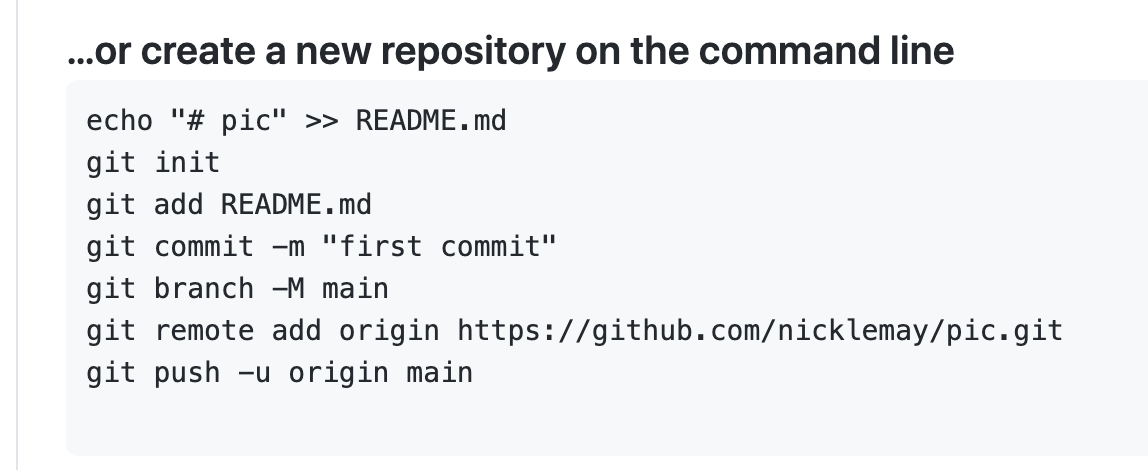 ...or create a new repository on the command line
echo "# pic" >> README.md
git init
git add README.md
git commit -m "first commit"
git branch -M main
git remote add origin https://github.com/nicklemay/pic.git
git push -u origin main